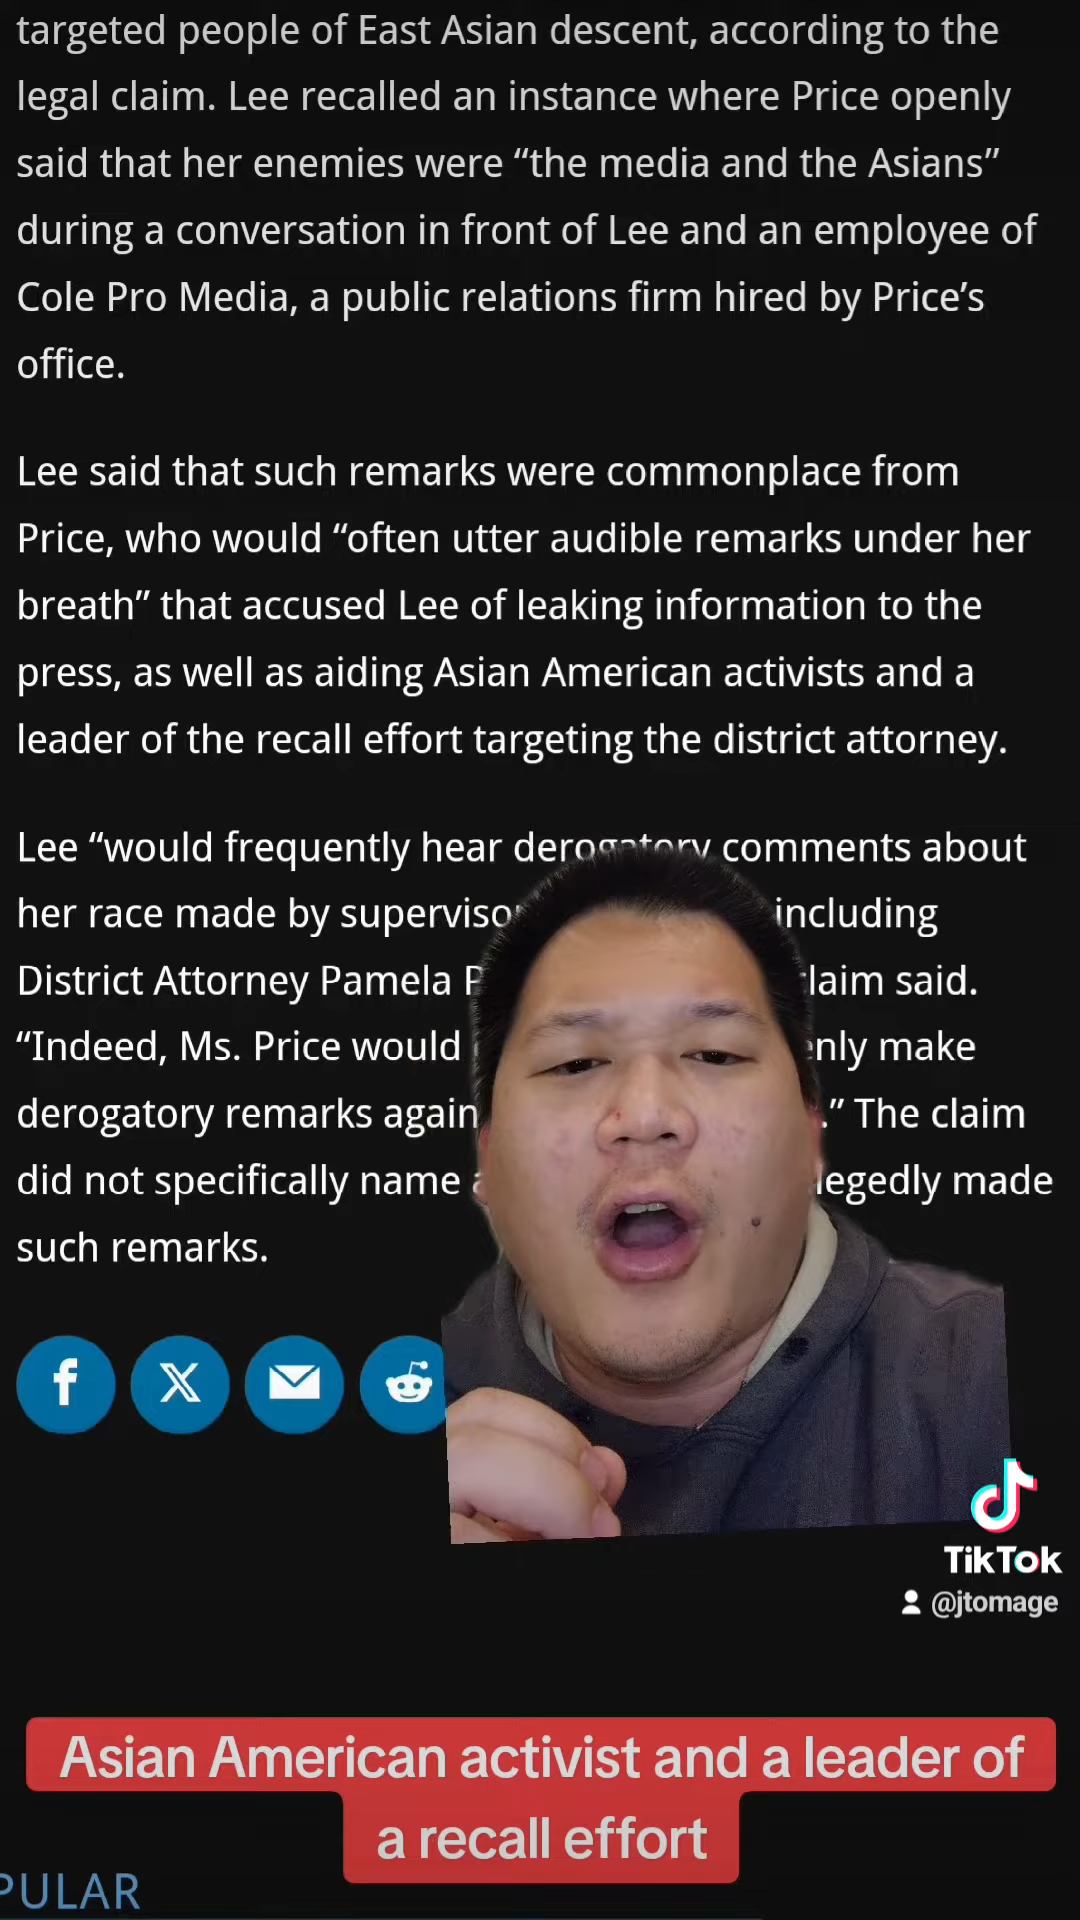 targeted people of East Asian descent, according to the
legal claim. Lee recalled an instance where Price openly
said that her enemies were “the media and the Asians”
during a conversation in front of Lee and an employee of
Cole Pro Media, a public relations firm hired by Price’s
office.
Lee said that such remarks were commonplace from
Price, who would “often utter audible remarks under her
breath” that accused Lee of leaking information to the
press, as well as aiding Asian American activists and a
leader of the recall effort targeting the district attorney.
Lee “would frequently hear derogatory comments about
her race made by including
District Attorney Pamela said.
“Indeed, Ms. Price would make
derogatory remarks .” The claim
did not specifically name made
such remarks.
TikTok
@jtomage
Asian American activist and a leader of
a recall effort